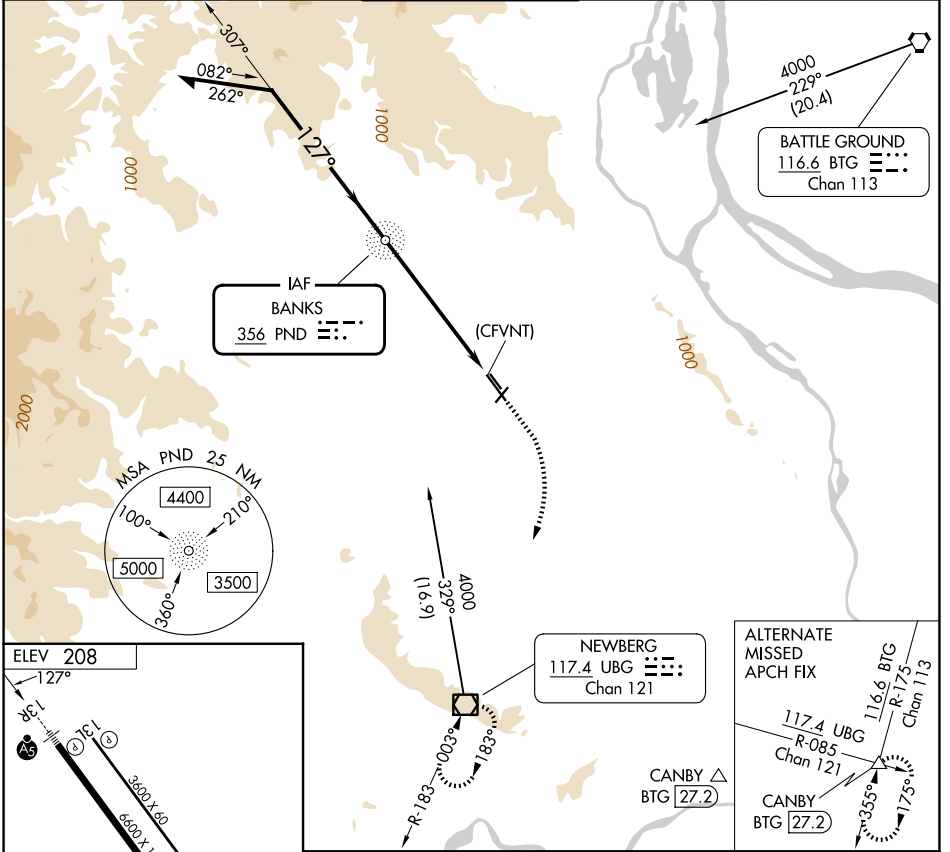 307°
082°
262°
127°
1000
1000
4000
229°
(20.4)
BATTLE GROUND
116.6 BTG
Chan 113
IAF
BANKS
356 PND
(CFVNT)
1000
2000
MSA PND 25 NM
4400
100°
210°
5000
3500
360°
4000
329°
(16.9)
NEWBERG
117.4 UBG
Chan 121
R-183
003°
183°
CANBY
BTG 27.2
ALTERNATE
MISSED
APCH FIX
116.6 BTG
R-175
Chan 113
117.4 UBG
R-085
Chan 121
CANBY
BTG 27.2
355°
175°
ELEV 208
127°
13R
13L
P
P
A5
3600 X 60
6600 X